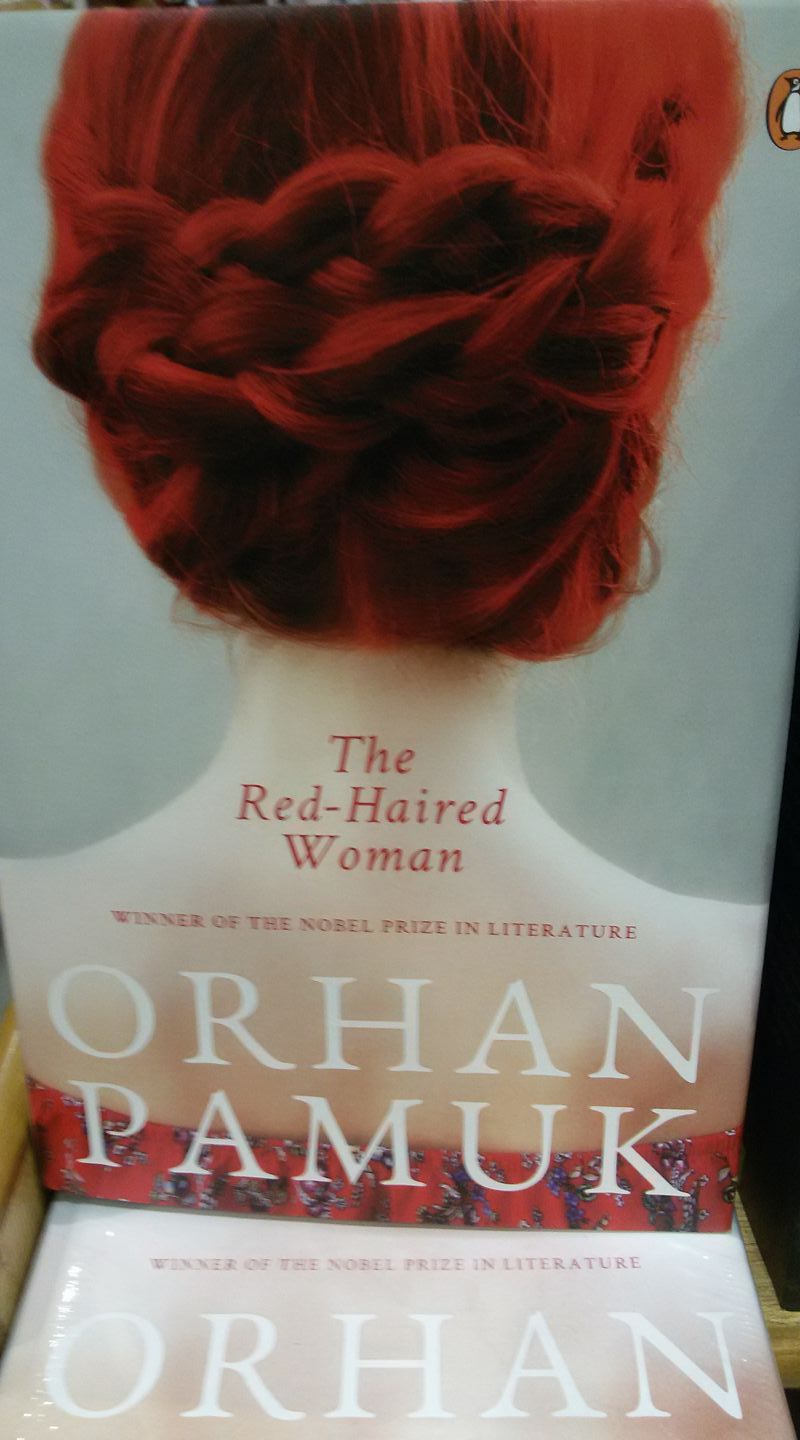 The
Red-Haired
Woman
WINNER OF THE NOBEL PRIZE IN LITERATURE
ORHAN
PAMUK
WINNER OF THE NOBEL PRIZE IN LITERATURE
ORHAN